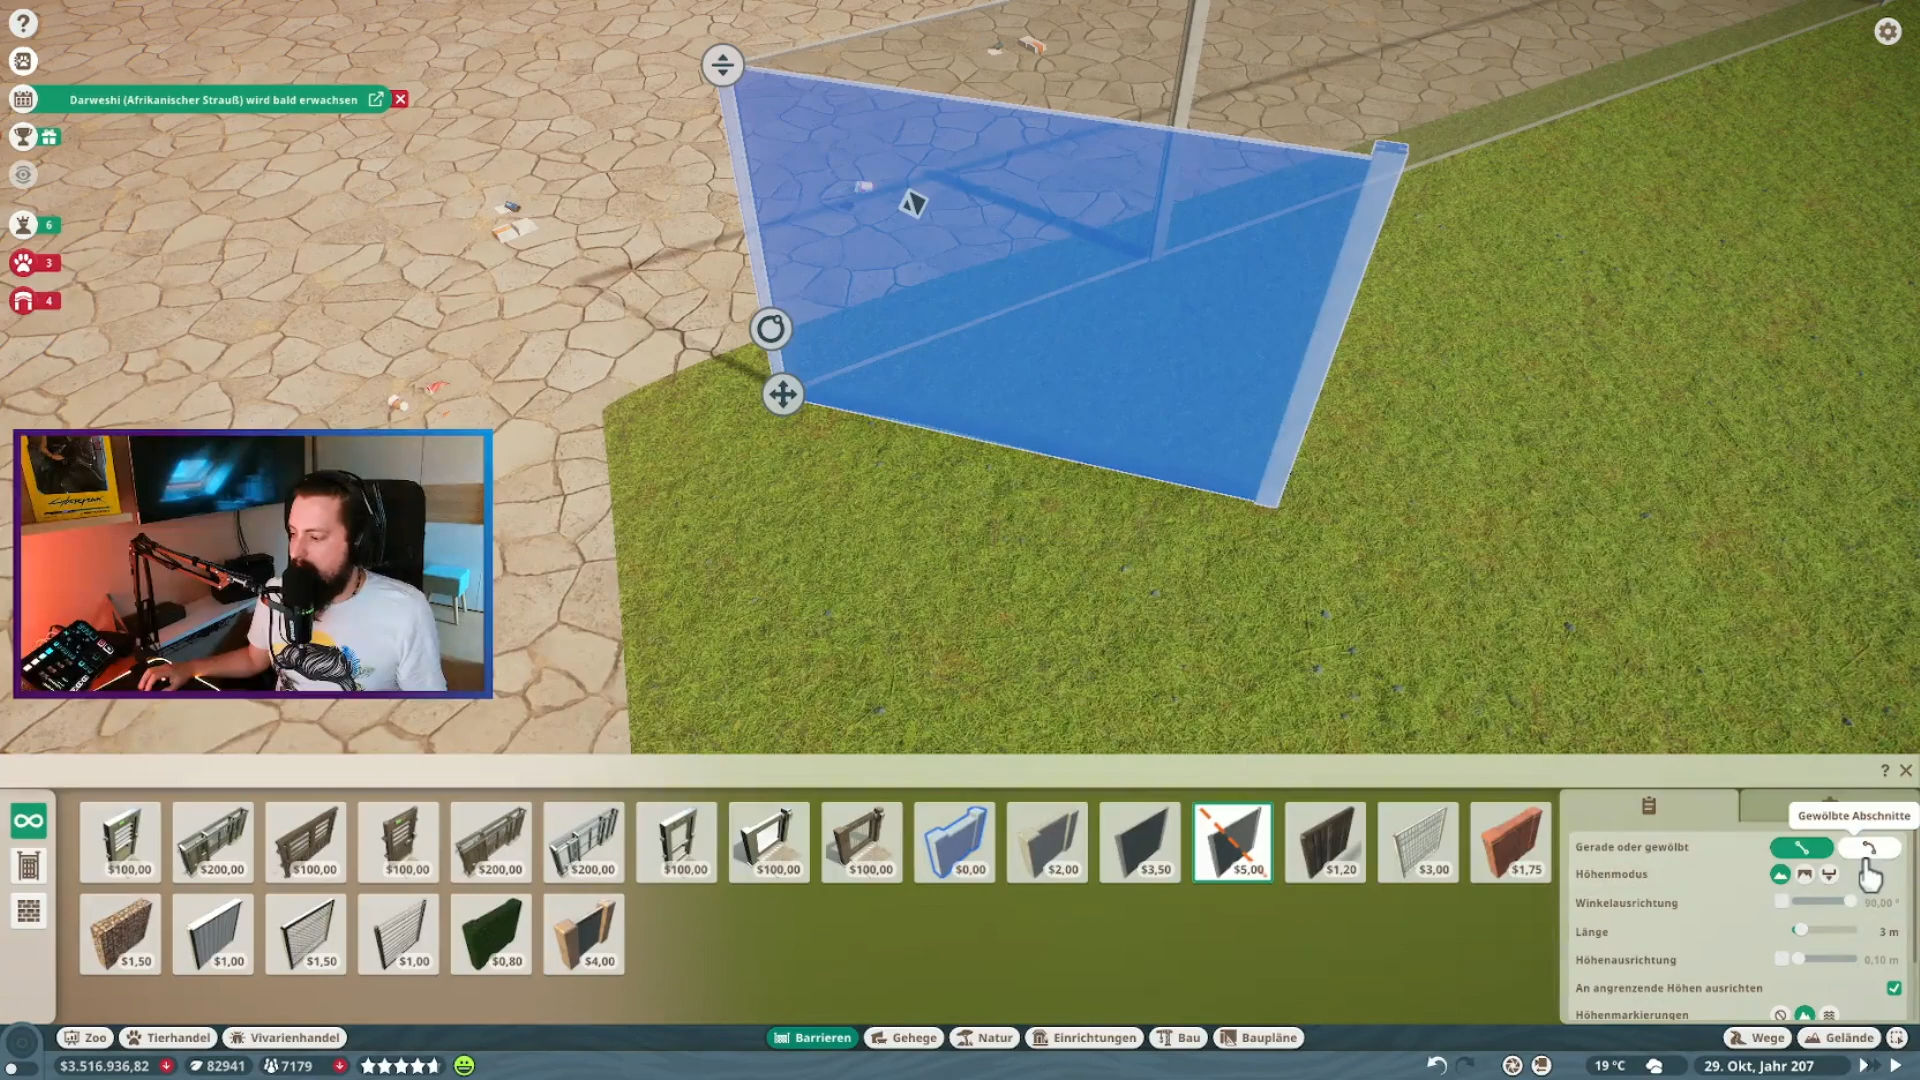 ?
Darweshi (Afrikanischer Strauß) wird bald erwachsen
6
3
4
Cyberpunk
?
Gewölbte Abschnitte
$100,00 $200,00 $100,00 $100,00 $200,00 $200,00 $100,00 $100,00 $100,00 $0,00 $2,00 $3,50 $5,00 $1,20 $3,00 $1,75
$1,50 $1,00 $1,50 $1,00 $0,80 $4,00
Gerade oder gewölbt
Höhenmodus
Winkelausrichtung 90,00 °
Länge 3 m
Höhenausrichtung 0,10 m
An angrenzende Höhen ausrichten
Höhenmarkierungen
Zoo Tierhandel Vivarienhandel Barrieren Gehege Natur Einrichtungen Bau Baupläne Wege Gelände
$3.516.936,82 82941 7179 19 °C 29. Okt, Jahr 207